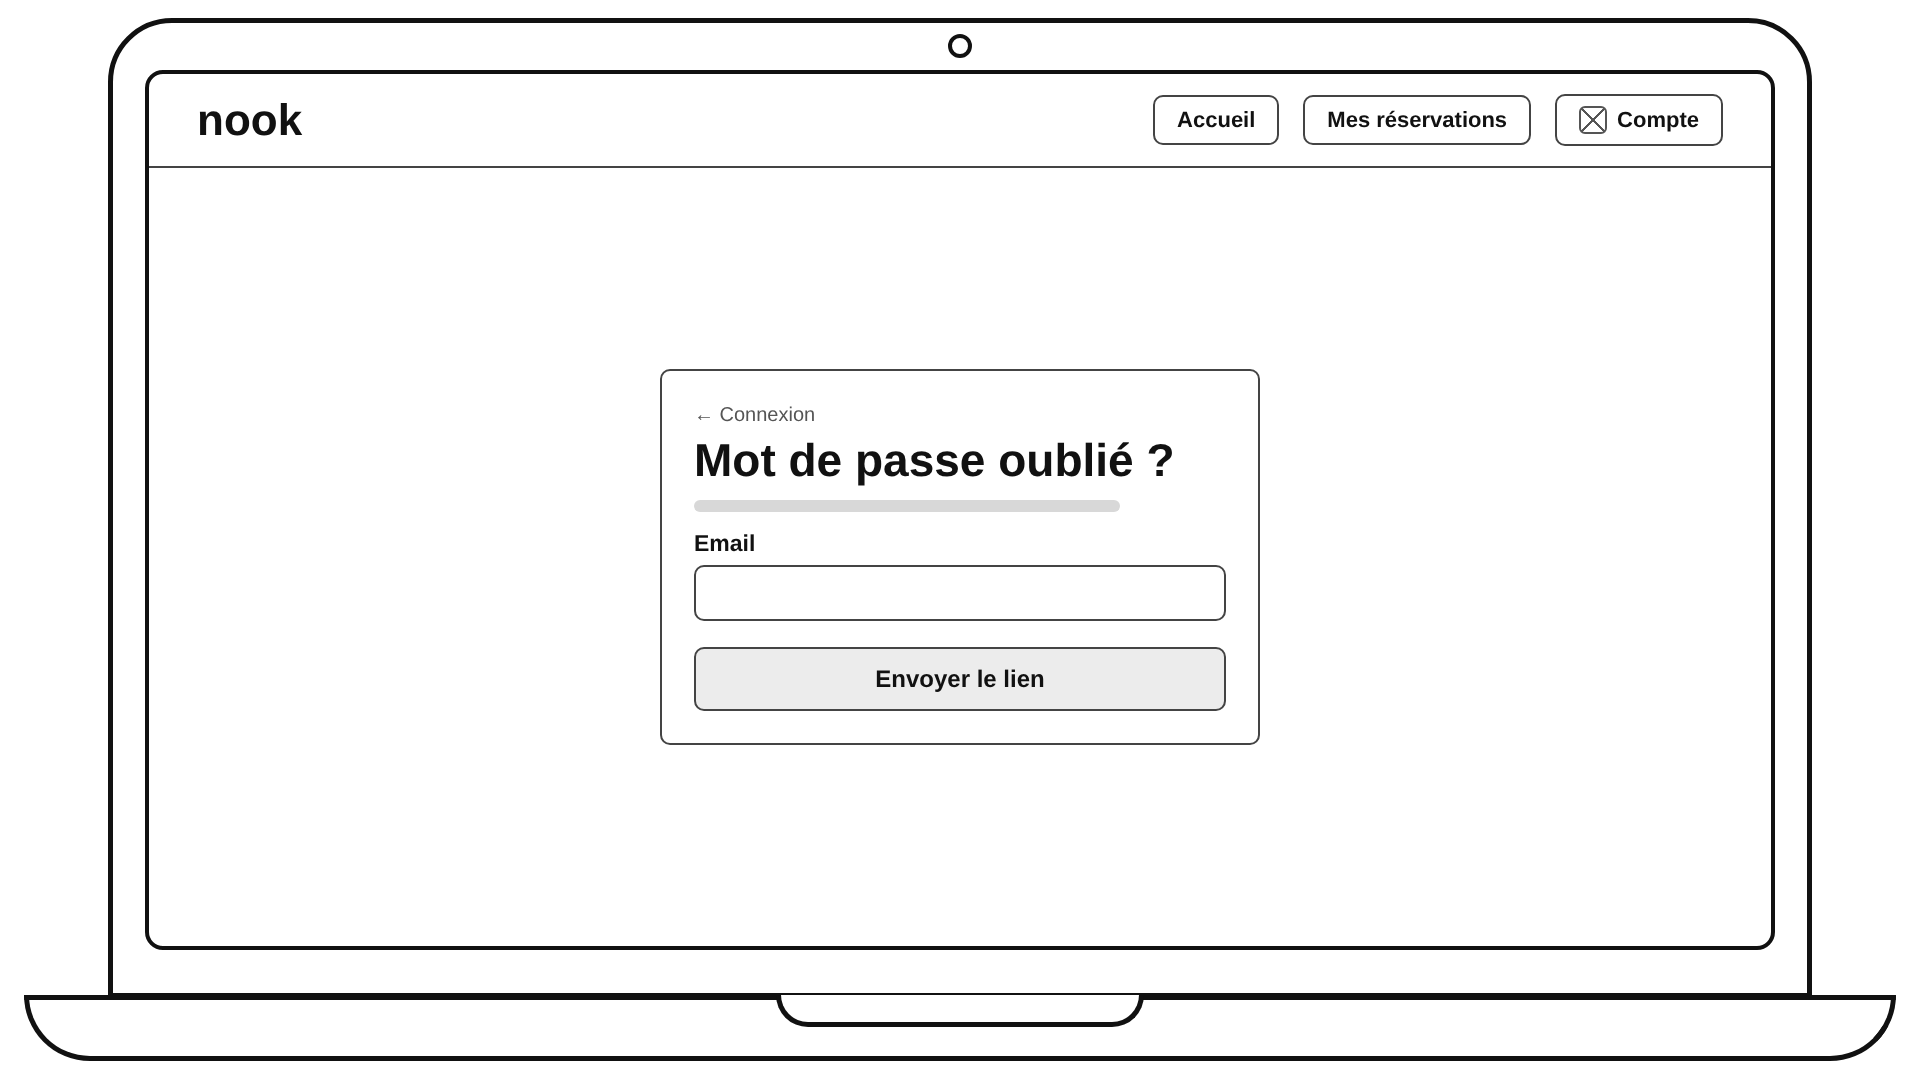 nook
Accueil
Mes réservations
Compte
← Connexion
Mot de passe oublié ?
Email
Envoyer le lien